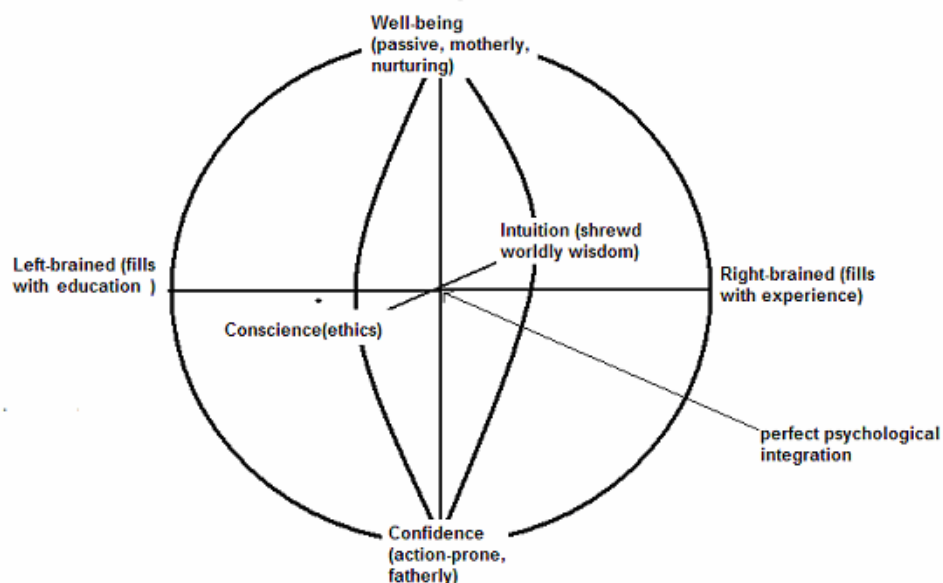 Well-being
(passive, motherly,
nurturing)
Intuition (shrewd
worldly wisdom)
Left-brained (fills
with education )
Right-brained (fills
with experience)
Conscience(ethics)
perfect psychological
integration
Confidence
(action-prone,
fatherly)